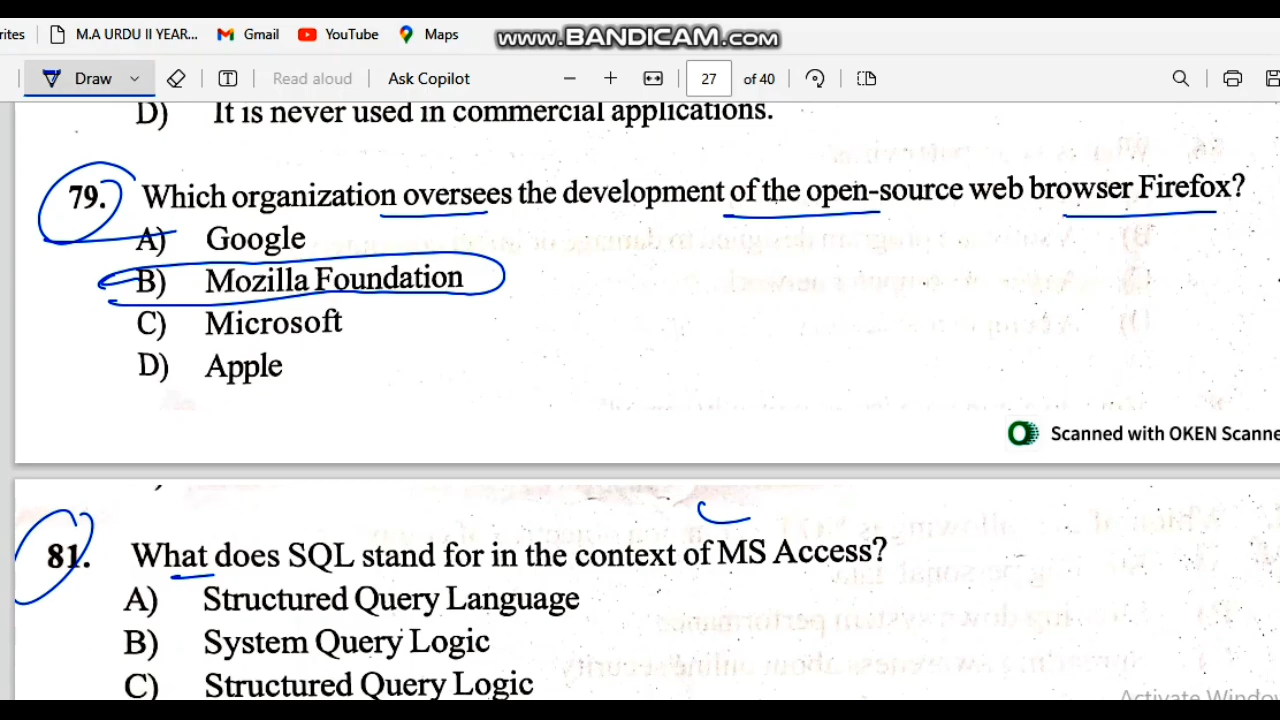 rites M.A URDU II YEAR... Gmail YouTube Maps www.BANDICAM.com
Draw Read aloud Ask Copilot 27 of 40
D) It is never used in commercial applications.
79. Which organization oversees the development of the open-source web browser Firefox?
A) Google
B) Mozilla Foundation
C) Microsoft
D) Apple
Scanned with OKEN Scanne
81. What does SQL stand for in the context of MS Access?
A) Structured Query Language
B) System Query Logic
C) Structured Query Logic
Activate Window